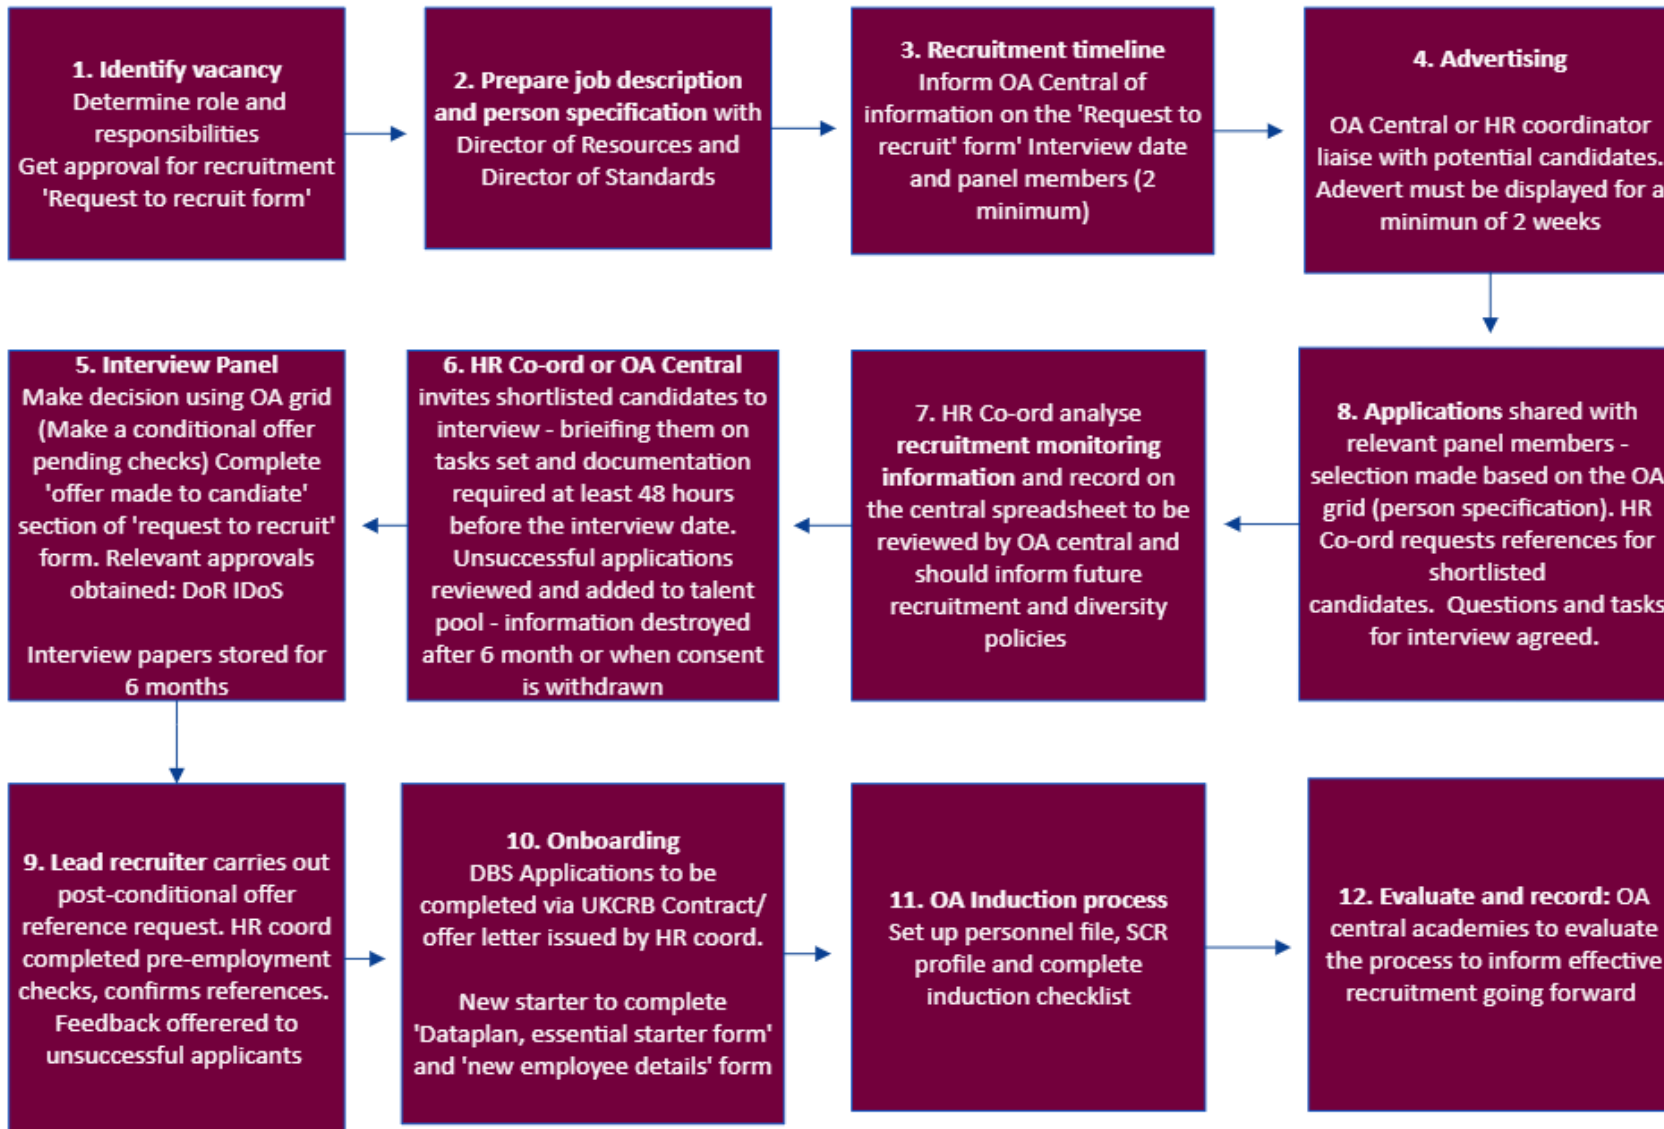 1. Identify vacancy
Determine role and
responsibilities
Get approval for recruitment
'Request to recruit form'
2. Prepare job description
and person specification with
Director of Resources and
Director of Standards
3. Recruitment timeline
Inform OA Central of
information on the 'Request to
recruit' form' Interview date
and panel members (2
minimum)
4. Advertising
OA Central or HR coordinator
liaise with potential candidates.
Adevert must be displayed for a
minimun of 2 weeks
5. Interview Panel
Make decision using OA grid
(Make a conditional offer
pending checks) Complete
'offer made to candiate'
section of 'request to recruit'
form. Relevant approvals
obtained: DoR IDoS
Interview papers stored for
6 months
6. HR Co-ord or OA Central
invites shortlisted candidates to
interview - brieifing them on
tasks set and documentation
required at least 48 hours
before the interview date.
Unsuccessful applications
reviewed and added to talent
pool - information destroyed
after 6 month or when consent
is withdrawn
7. HR Co-ord analyse
recruitment monitoring
information and record on
the central spreadsheet to be
reviewed by OA central and
should inform future
recruitment and diversity
policies
8. Applications shared with
relevant panel members -
selection made based on the OA
grid (person specification). HR
Co-ord requests references for
shortlisted
candidates. Questions and tasks
for interview agreed.
9. Lead recruiter carries out
post-conditional offer
reference request. HR coord
completed pre-employment
checks, confirms references.
Feedback offerered to
unsuccessful applicants
10. Onboarding
DBS Applications to be
completed via UKCRB Contract/
offer letter issued by HR coord.
New starter to complete
'Dataplan, essential starter form'
and 'new employee details' form
11. OA Induction process
Set up personnel file, SCR
profile and complete
induction checklist
12. Evaluate and record: OA
central academies to evaluate
the process to inform effective
recruitment going forward